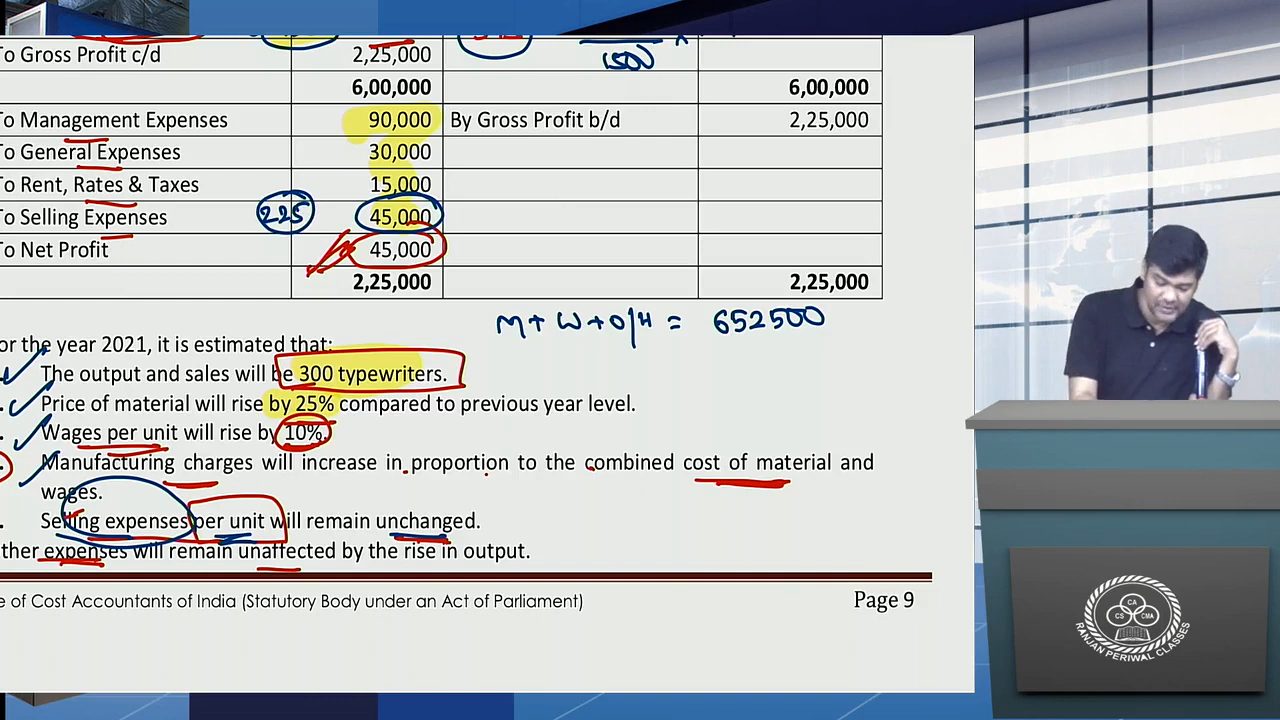 To Gross Profit c/d 2,25,000
1500 x
6,00,000 6,00,000
To Management Expenses 90,000 By Gross Profit b/d 2,25,000
To General Expenses 30,000
To Rent, Rates & Taxes 15,000
To Selling Expenses 225 45,000
To Net Profit 45,000
2,25,000 2,25,000
M+ W+O/H = 652500
or the year 2021, it is estimated that:
The output and sales will be 300 typewriters.
Price of material will rise by 25% compared to previous year level.
Wages per unit will rise by 10%.
Manufacturing charges will increase in proportion to the combined cost of material and
wages.
Selling expenses per unit will remain unchanged.
ther expenses will remain unaffected by the rise in output.
e of Cost Accountants of India (Statutory Body under an Act of Parliament) Page 9
CA
CS CMA
RANJAN PERIWAL CLASSES